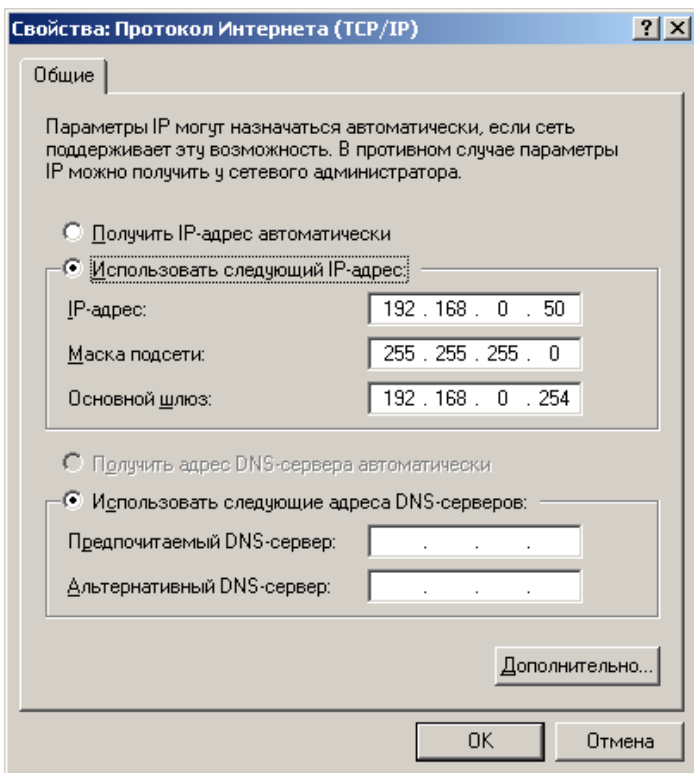 Свойства: Протокол Интернета (TCP/IP)
Общие
Параметры IP могут назначаться автоматически, если сеть
поддерживает эту возможность. В противном случае параметры
IP можно получить у сетевого администратора.
Получить IP-адрес автоматически
Использовать следующий IP-адрес:
IP-адрес: 192 . 168 . 0 . 50
Маска подсети: 255 . 255 . 255 . 0
Основной шлюз: 192 . 168 . 0 . 254
Получить адрес DNS-сервера автоматически
Использовать следующие адреса DNS-серверов:
Предпочитаемый DNS-сервер: . . .
Альтернативный DNS-сервер: . . .
Дополнительно...
OK Отмена